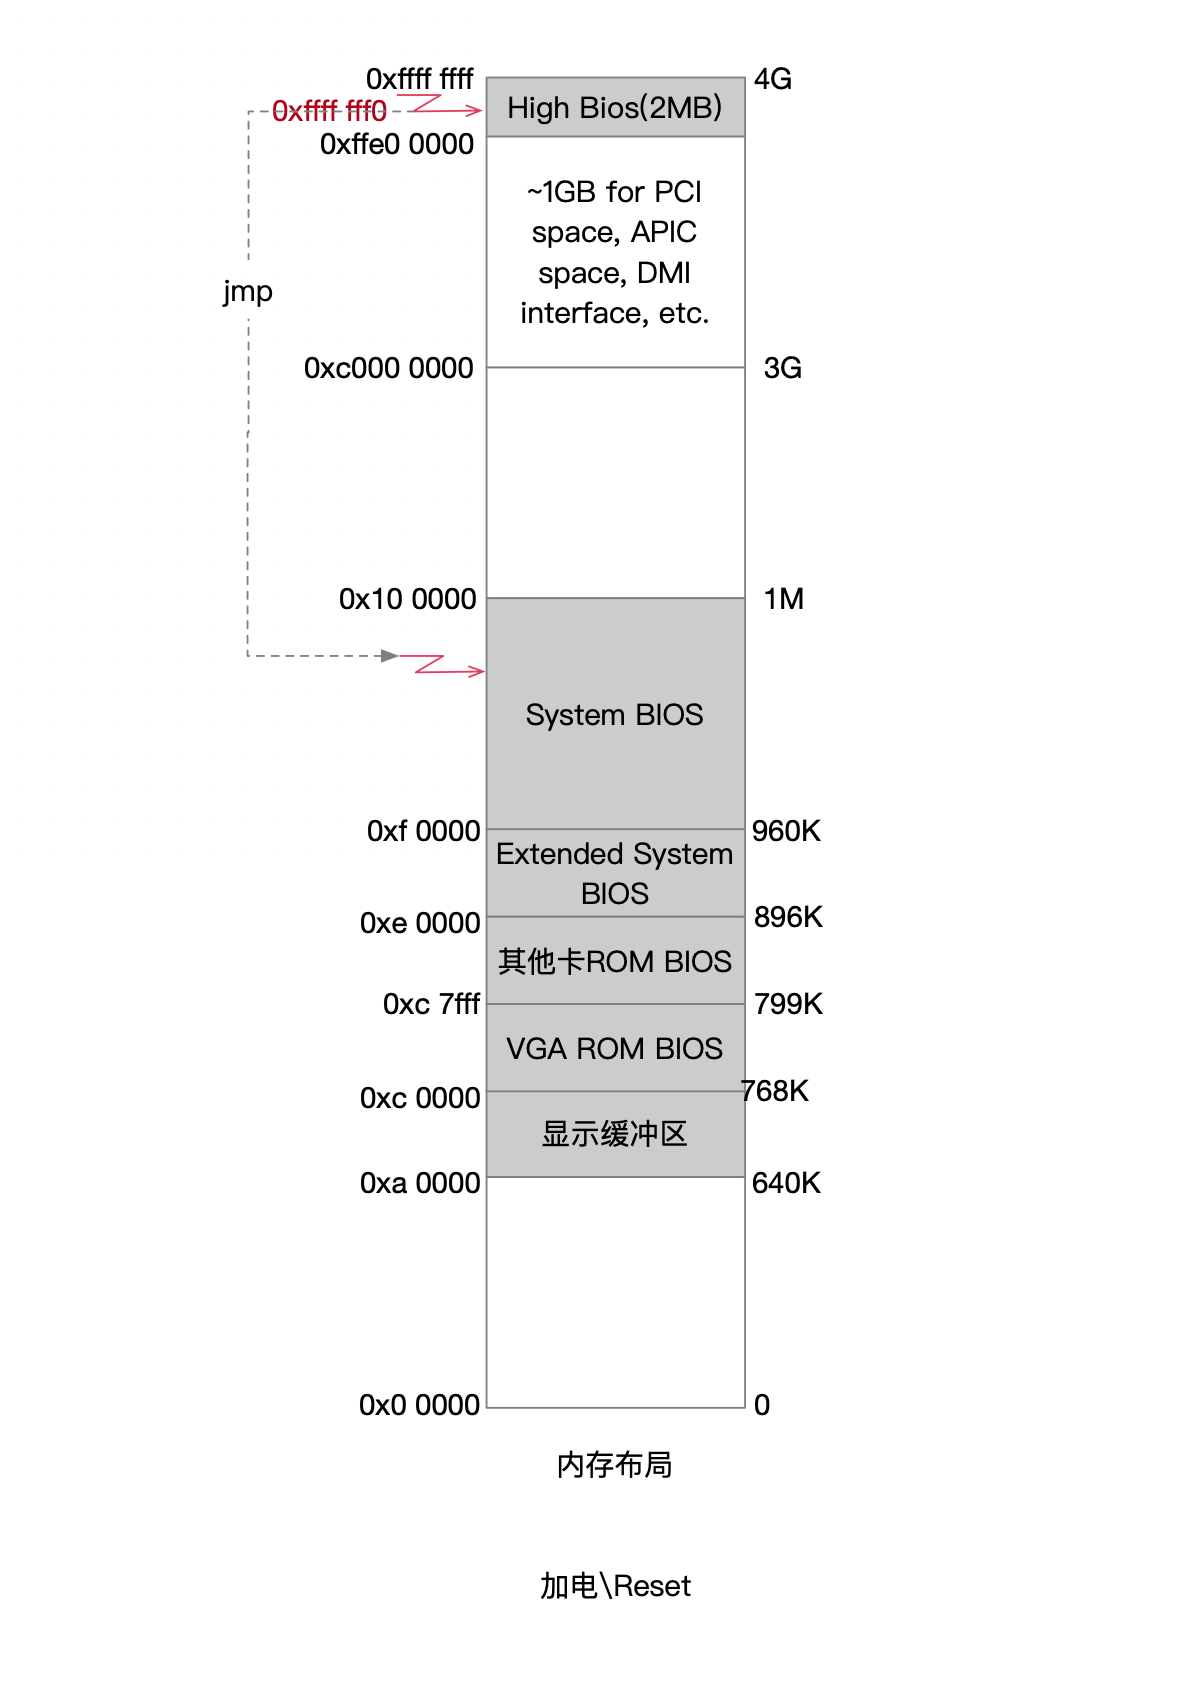 0xffff ffff
4G
0xffff fff0
High Bios(2MB)
0xffe0 0000
~1GB for PCI
space, APIC
space, DMI
interface, etc.
jmp
0xc000 0000
3G
0x10 0000
1M
System BIOS
0xf 0000
960K
Extended System
BIOS
0xe 0000
896K
其他卡ROM BIOS
0xc 7fff
799K
VGA ROM BIOS
0xc 0000
768K
显示缓冲区
0xa 0000
640K
0x0 0000
0
内存布局
加电\Reset